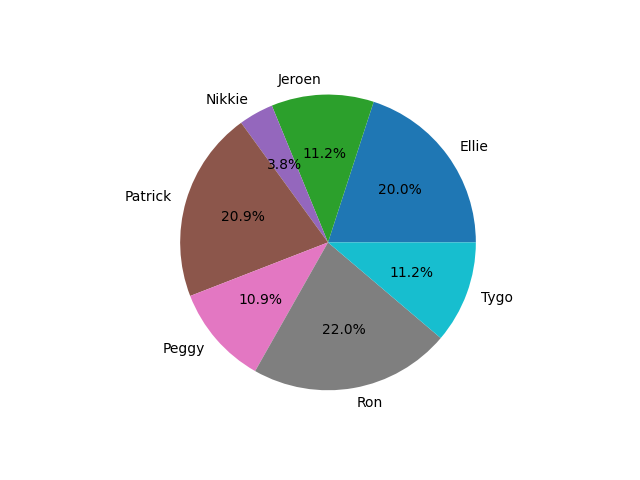 Jeroen
Nikkie
Ellie
11.2%
3.8%
20.0%
Patrick
20.9%
11.2%
Tygo
10.9%
22.0%
Peggy
Ron